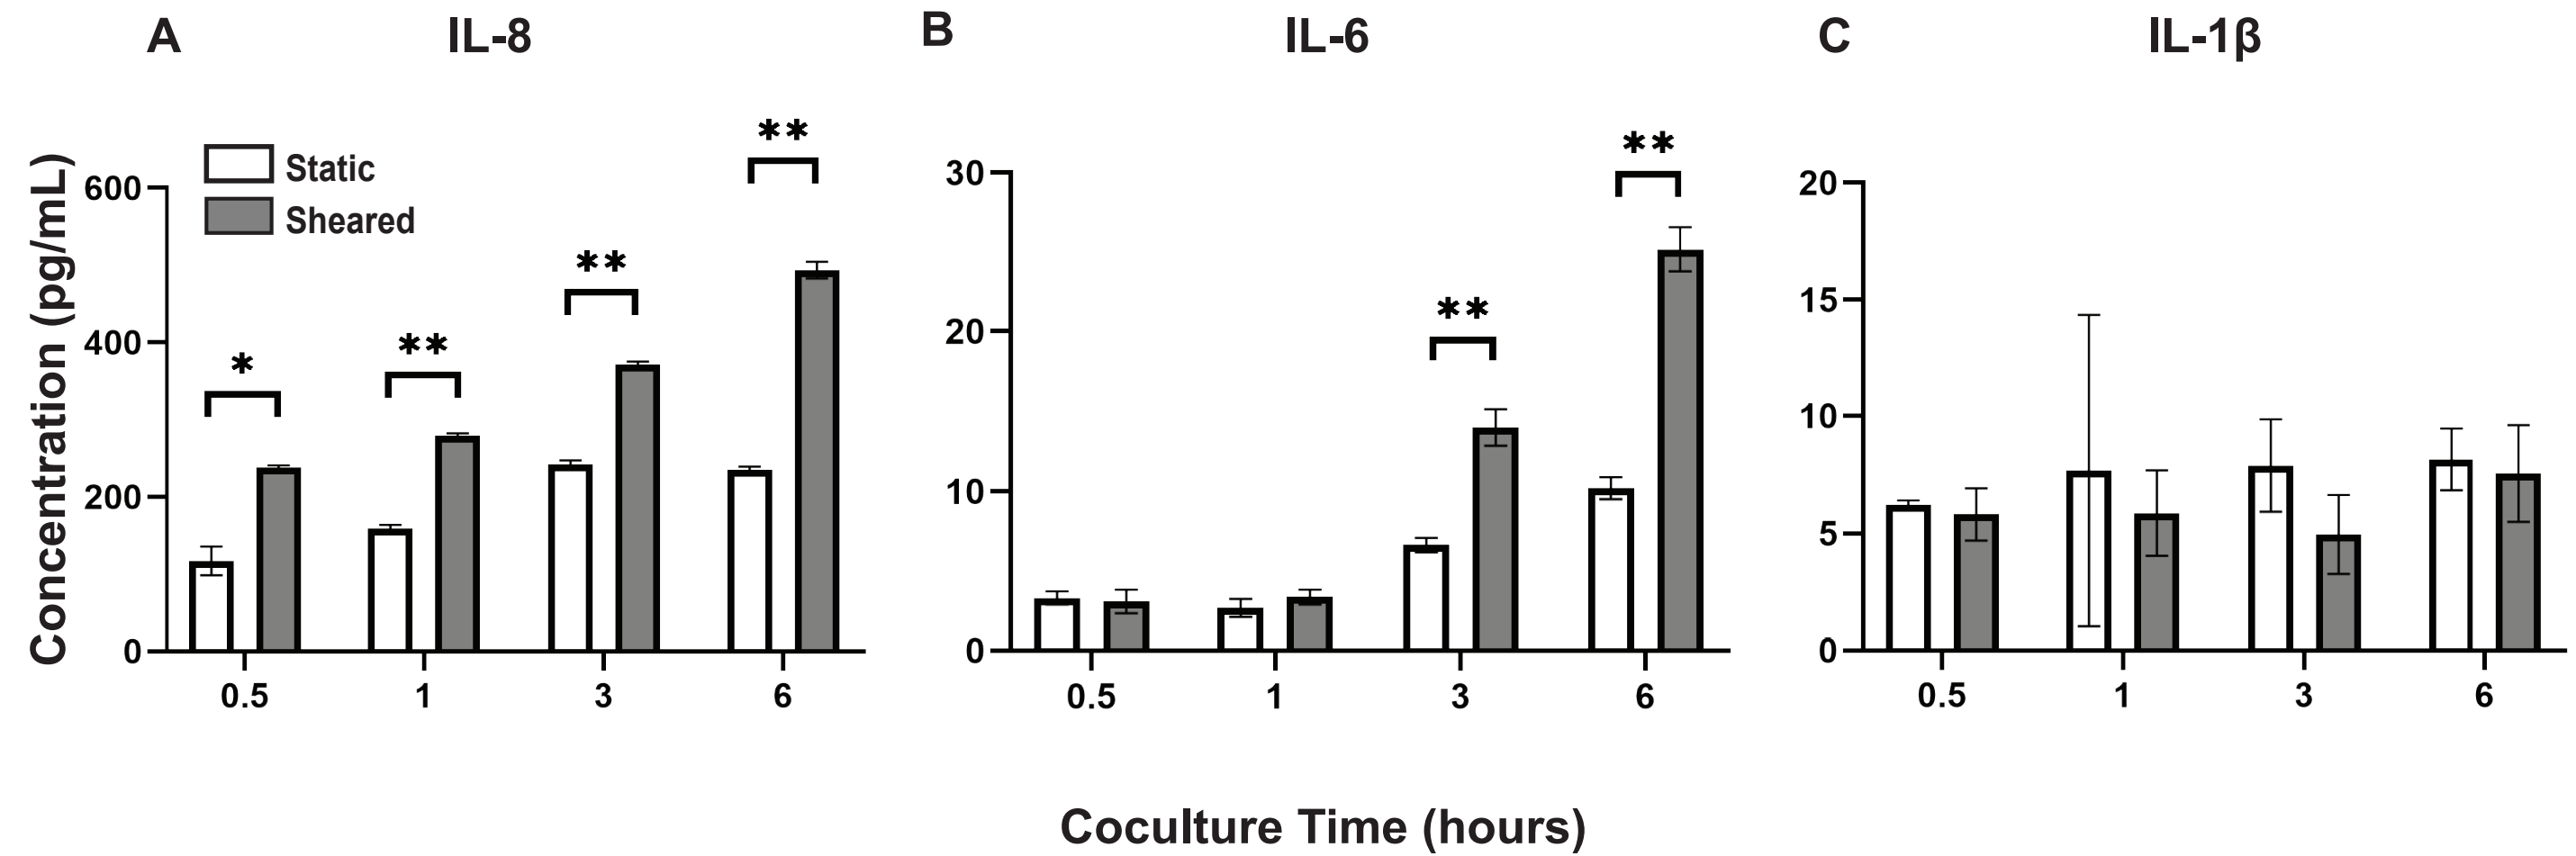 A IL-8
B IL-6
C IL-1β
Concentration (pg/mL)
Static
Sheared
600
400
200
0
* ** ** **
0.5 1 3 6
30
20
10
0
** **
0.5 1 3 6
20
15
10
5
0
0.5 1 3 6
Coculture Time (hours)